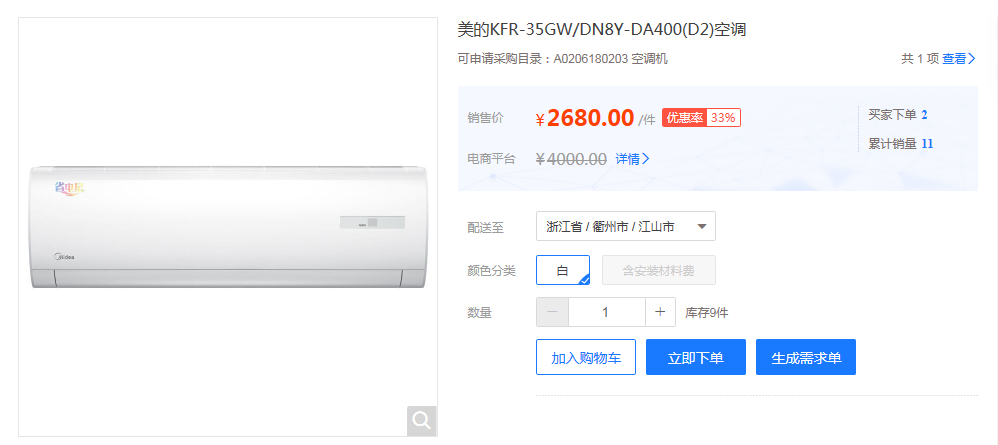 美的KFR-35GW/DN8Y-DA400(D2)空调
可申请采购目录：A0206180203 空调机
共 1 项 查看
销售价 ¥2680.00 /件 优惠率 33%
买家下单 2
电商平台 ¥4000.00 详情
累计销量 11
省电星
Midea
配送至 浙江省 / 衢州市 / 江山市
颜色分类 白 含安装材料费
数量 － 1 + 库存9件
加入购物车 立即下单 生成需求单